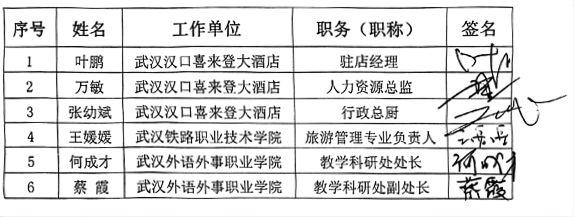 序号 姓名 工作单位 职务（职称） 签名
1 叶鹏 武汉汉口喜来登大酒店 驻店经理
2 万敏 武汉汉口喜来登大酒店 人力资源总监
3 张幼斌 武汉汉口喜来登大酒店 行政总厨
4 王媛媛 武汉铁路职业技术学院 旅游管理专业负责人
5 何成才 武汉外语外事职业学院 教学科研处处长 何成才
6 蔡霞 武汉外语外事职业学院 教学科研处副处长 蔡霞